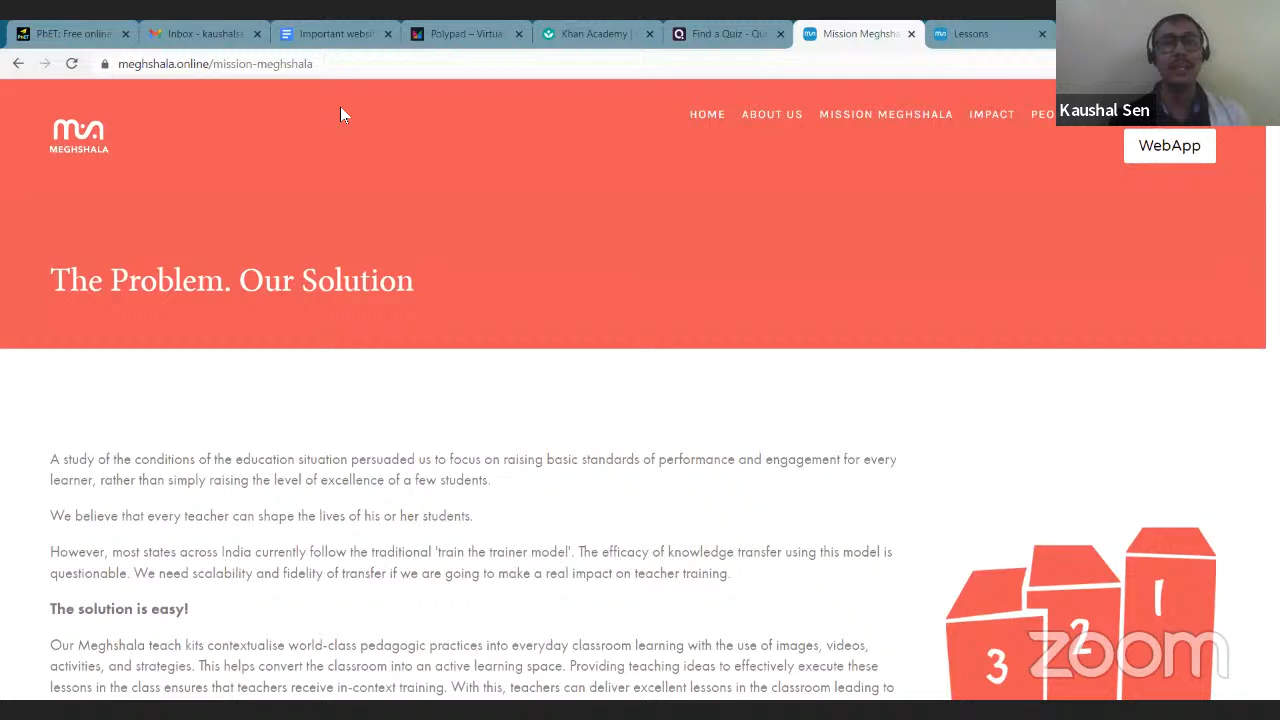 PhET: Free online
Inbox - kaushalse
Important websit
Polypad – Virtua
Khan Academy |
Find a Quiz - Qu
Mission Meghsha
Lessons
meghshala.online/mission-meghshala
Kaushal Sen
MEGHSHALA
HOME ABOUT US MISSION MEGHSHALA IMPACT PEO
WebApp
The Problem. Our Solution
A study of the conditions of the education situation persuaded us to focus on raising basic standards of performance and engagement for every
learner, rather than simply raising the level of excellence of a few students.
We believe that every teacher can shape the lives of his or her students.
However, most states across India currently follow the traditional 'train the trainer model'. The efficacy of knowledge transfer using this model is
questionable. We need scalability and fidelity of transfer if we are going to make a real impact on teacher training.
The solution is easy!
Our Meghshala teach kits contextualise world-class pedagogic practices into everyday classroom learning with the use of images, videos,
activities, and strategies. This helps convert the classroom into an active learning space. Providing teaching ideas to effectively execute these
lessons in the class ensures that teachers receive in-context training. With this, teachers can deliver excellent lessons in the classroom leading to
3 2 1
zoom